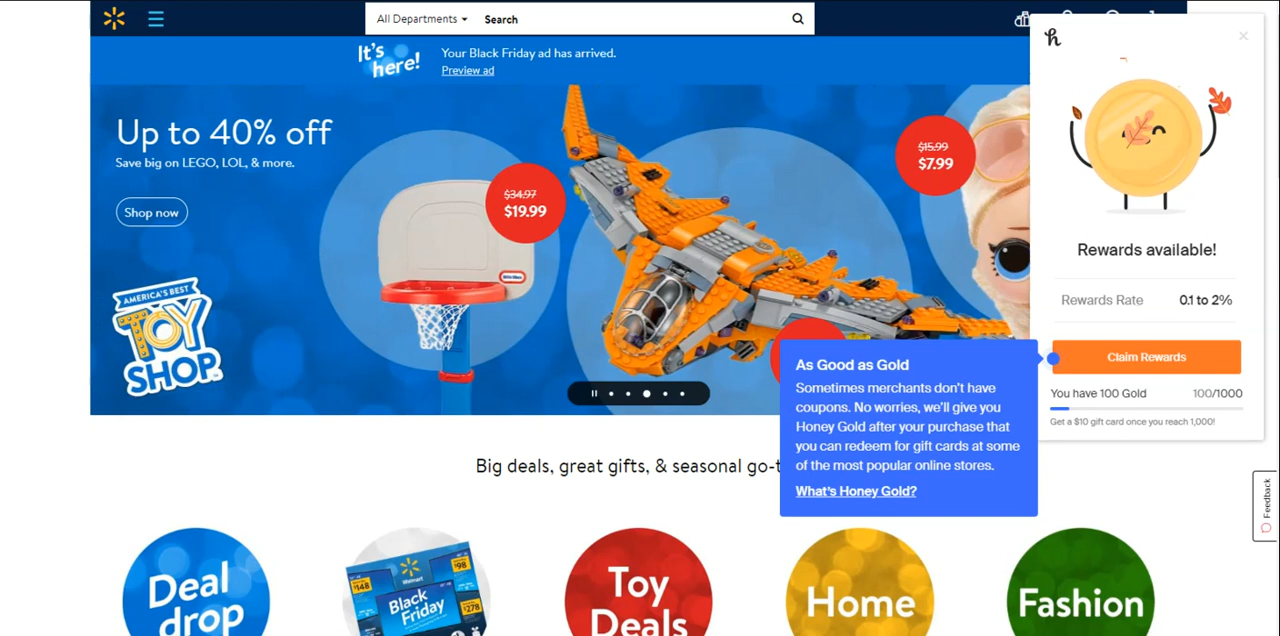 All Departments
Search
It's here!
Your Black Friday ad has arrived.
Preview ad
Up to 40% off
Save big on LEGO, LOL, & more.
Shop now
AMERICA'S BEST
TOY
SHOP
$34.97
$19.99
$15.99
$7.99
h
Rewards available!
Rewards Rate 0.1 to 2%
Claim Rewards
You have 100 Gold 100/1000
Get a $10 gift card once you reach 1,000!
As Good as Gold
Sometimes merchants don't have
coupons. No worries, we'll give you
Honey Gold after your purchase that
you can redeem for gift cards at some
of the most popular online stores.
What's Honey Gold?
Big deals, great gifts, & seasonal go-t
Feedback
Deal
drop
Walmart
Black
Friday
$148
$98
$278
Toy
Deals
Home
Fashion